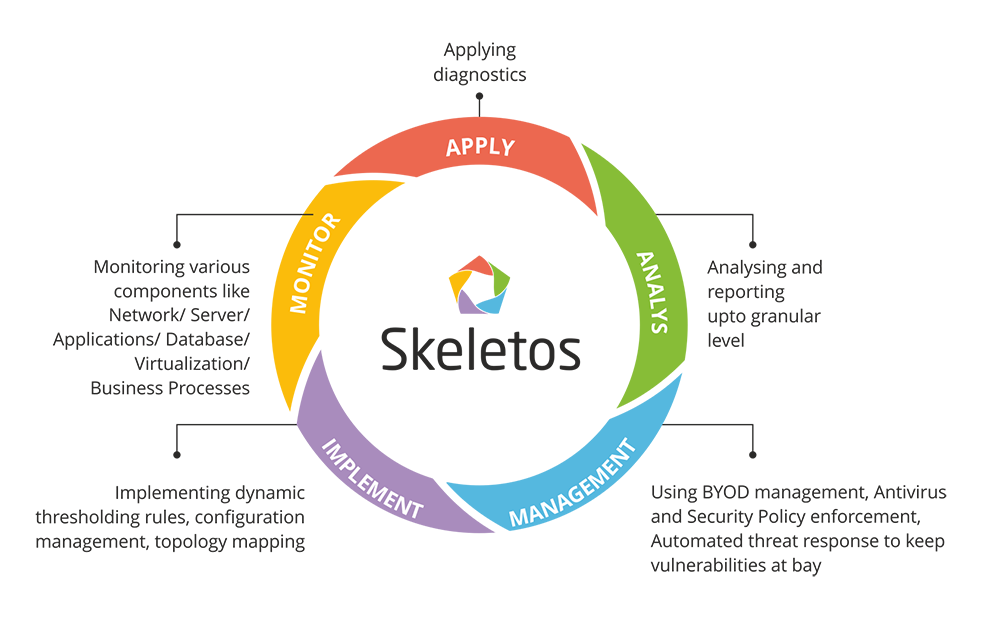 Applying
diagnostics
APPLY
ANALYS
Analysing and
reporting
upto granular
level
MANAGEMENT
Using BYOD management, Antivirus
and Security Policy enforcement,
Automated threat response to keep
vulnerabilities at bay
IMPLEMENT
Implementing dynamic
thresholding rules, configuration
management, topology mapping
MONITOR
Monitoring various
components like
Network/ Server/
Applications/ Database/
Virtualization/
Business Processes
Skeletos